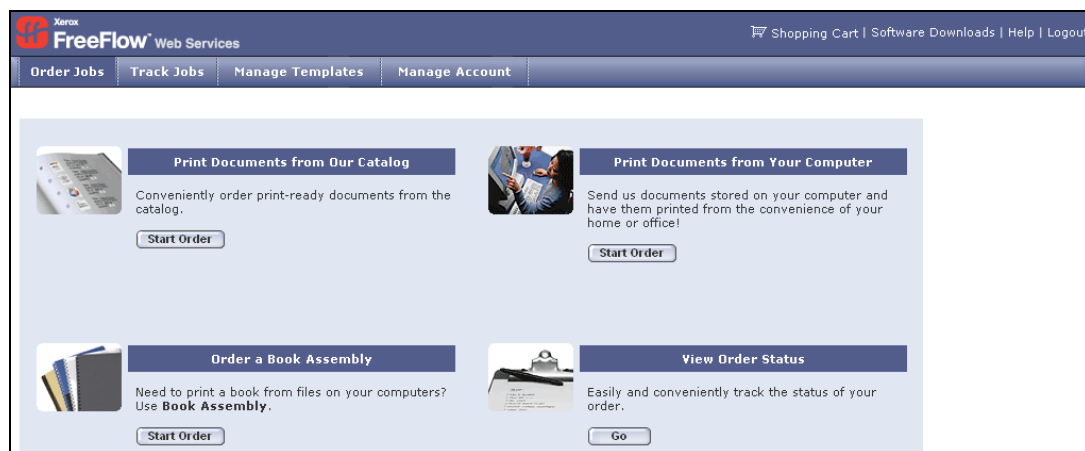 Xerox
FreeFlow™ Web Services
Shopping Cart | Software Downloads | Help | Logout
Order Jobs
Track Jobs
Manage Templates
Manage Account
Print Documents from Our Catalog
Conveniently order print-ready documents from the
catalog.
Start Order
Print Documents from Your Computer
Send us documents stored on your computer and
have them printed from the convenience of your
home or office!
Start Order
Order a Book Assembly
Need to print a book from files on your computers?
Use Book Assembly.
Start Order
View Order Status
Easily and conveniently track the status of your
order.
Go